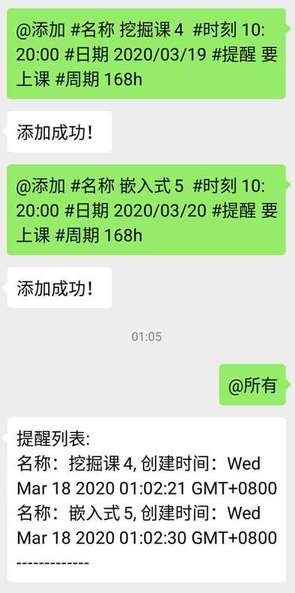 @添加 #名称 挖掘课 4  #时刻 10:
20:00 #日期 2020/03/19 #提醒 要
上课 #周期 168h
添加成功！
@添加 #名称 嵌入式 5  #时刻 10:
20:00 #日期 2020/03/20 #提醒 要
上课 #周期 168h
添加成功！
01:05
@所有
提醒列表:
名称：挖掘课 4, 创建时间：Wed
Mar 18 2020 01:02:21 GMT+0800
名称：嵌入式 5, 创建时间：Wed
Mar 18 2020 01:02:30 GMT+0800
-------------